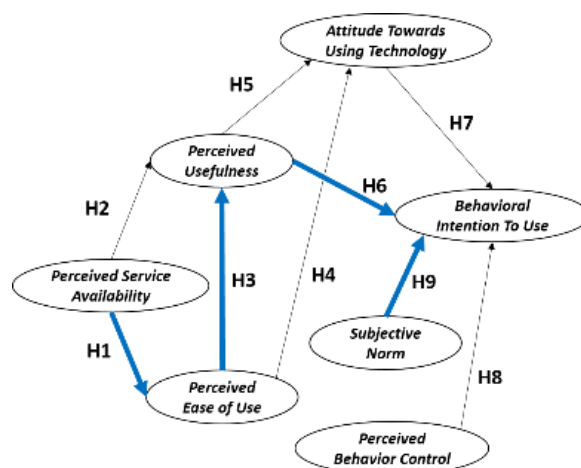 Attitude Towards
Using Technology
H5
H7
Perceived
Usefulness
H6
Behavioral
Intention To Use
H2
H3
H4
H9
Perceived Service
Availability
H1
Subjective
Norm
H8
Perceived
Ease of Use
Perceived
Behavior Control